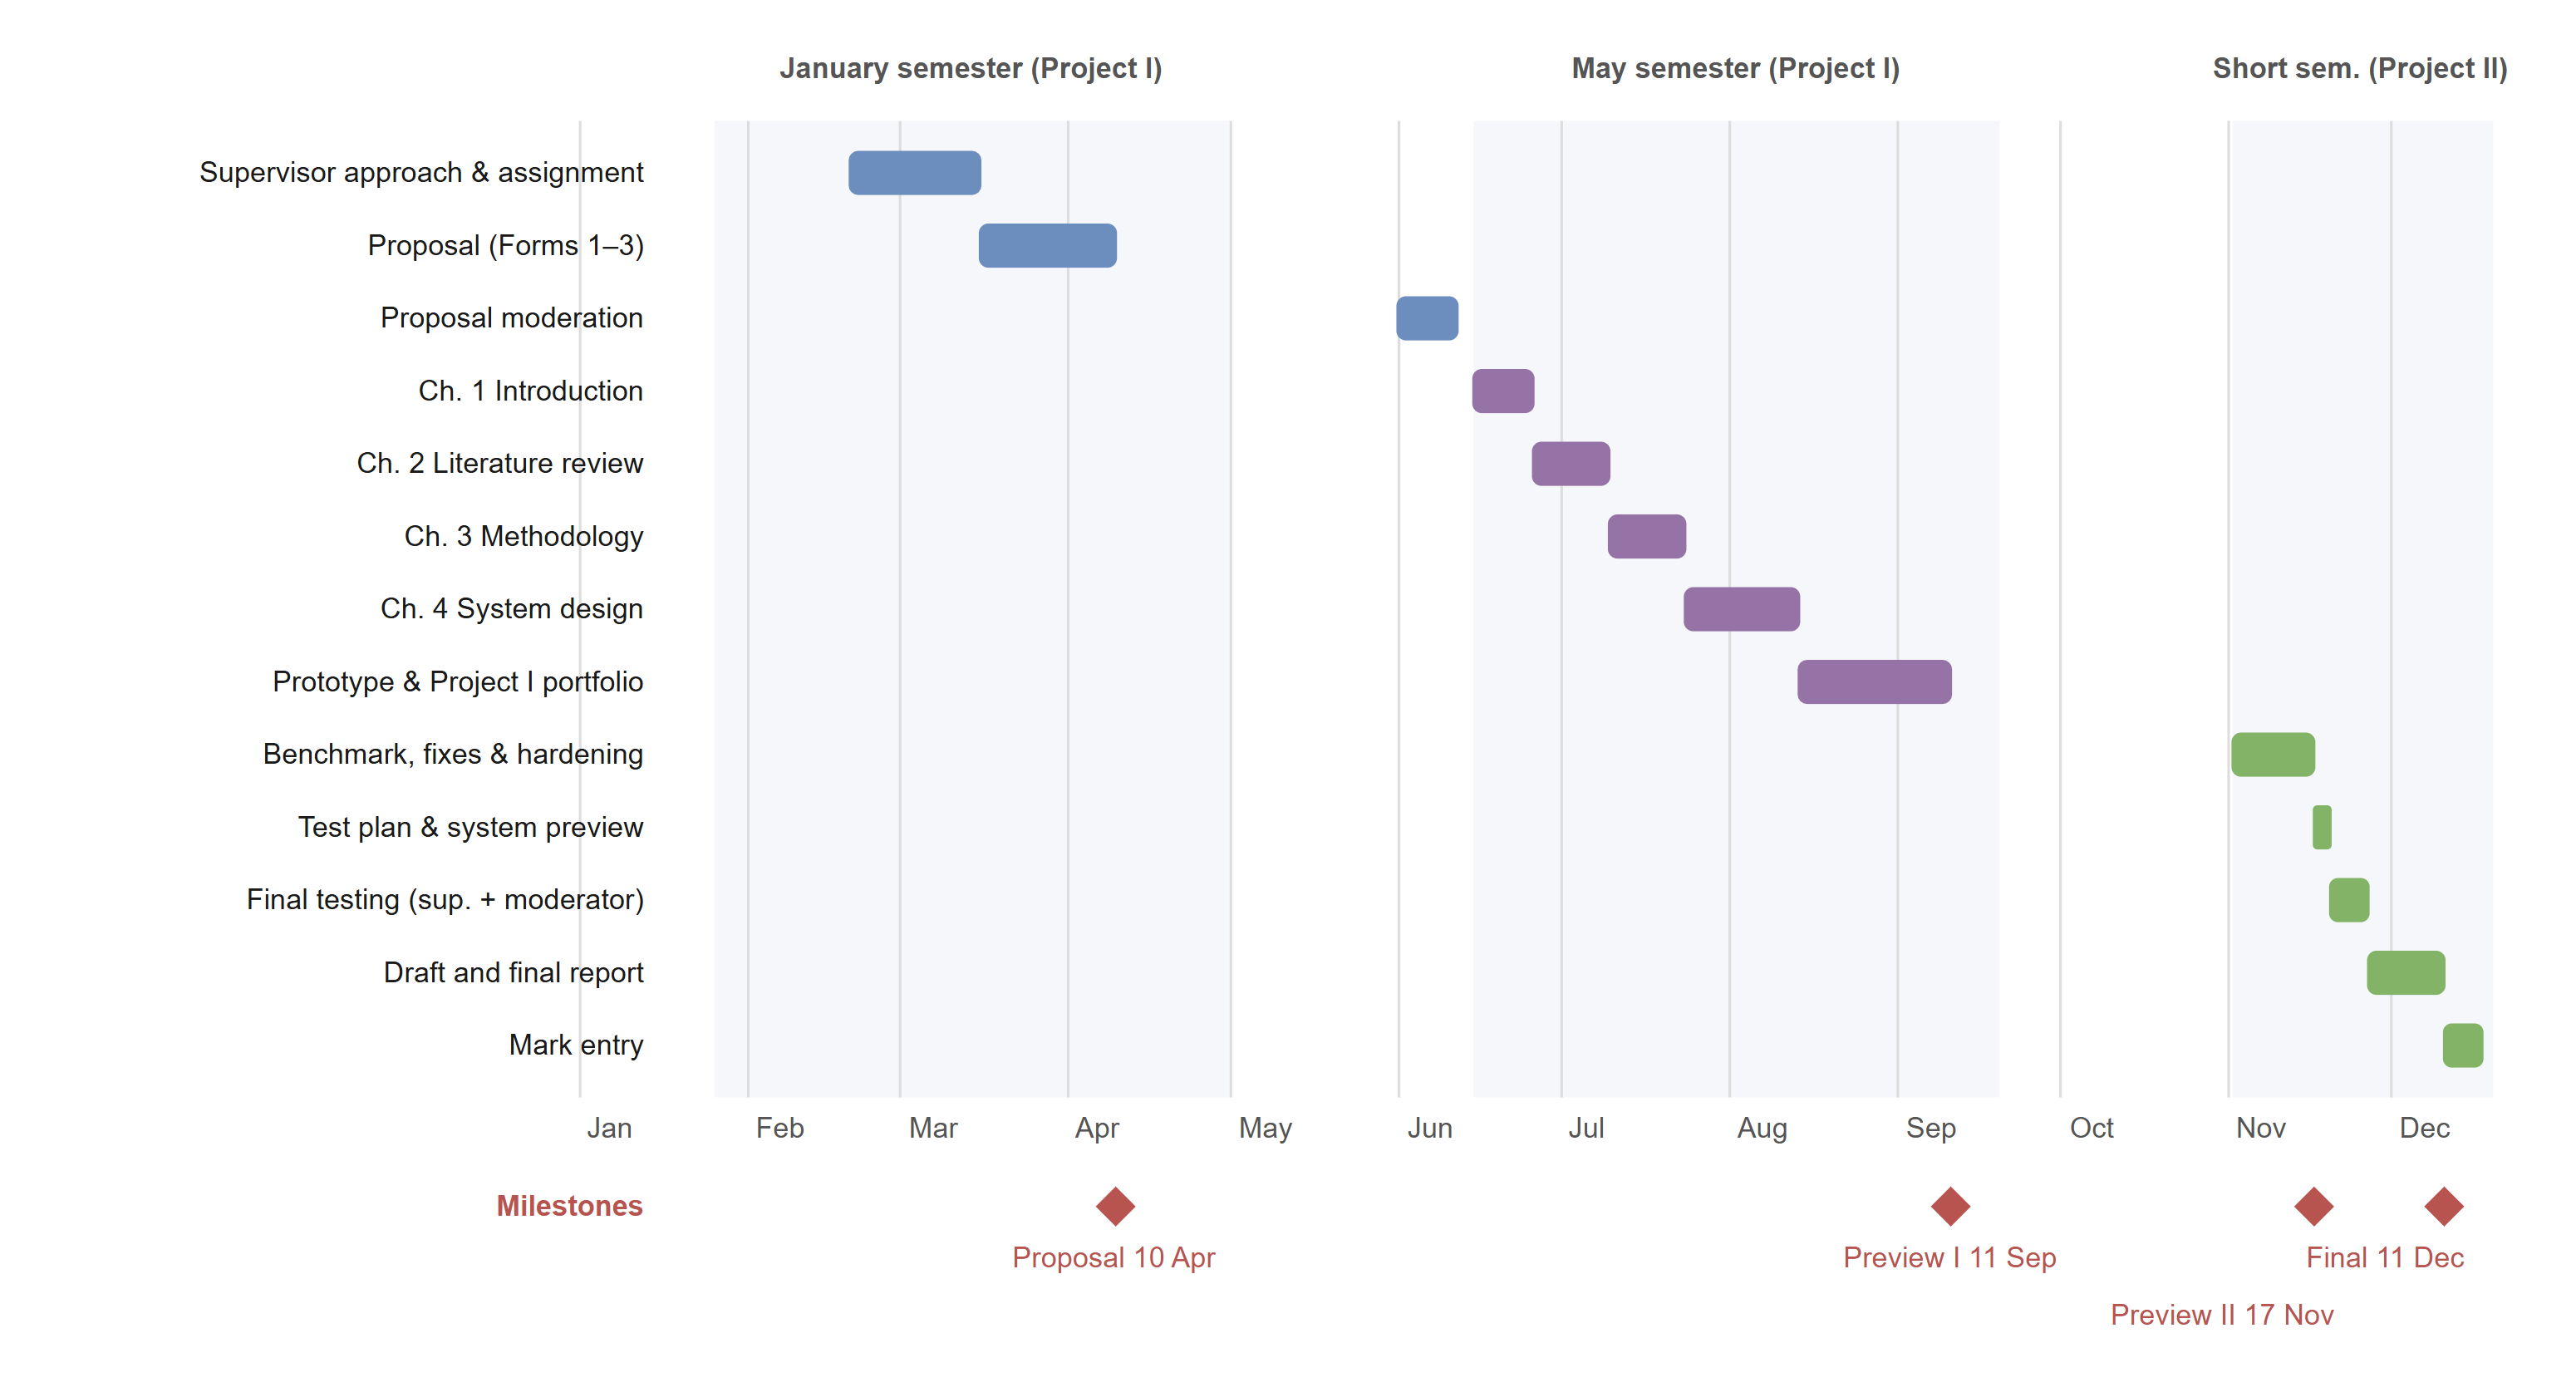 January semester (Project I)
May semester (Project I)
Short sem. (Project II)
Supervisor approach & assignment
Proposal (Forms 1–3)
Proposal moderation
Ch. 1 Introduction
Ch. 2 Literature review
Ch. 3 Methodology
Ch. 4 System design
Prototype & Project I portfolio
Benchmark, fixes & hardening
Test plan & system preview
Final testing (sup. + moderator)
Draft and final report
Mark entry
Jan Feb Mar Apr May Jun Jul Aug Sep Oct Nov Dec
Milestones
Proposal 10 Apr
Preview I 11 Sep
Final 11 Dec
Preview II 17 Nov